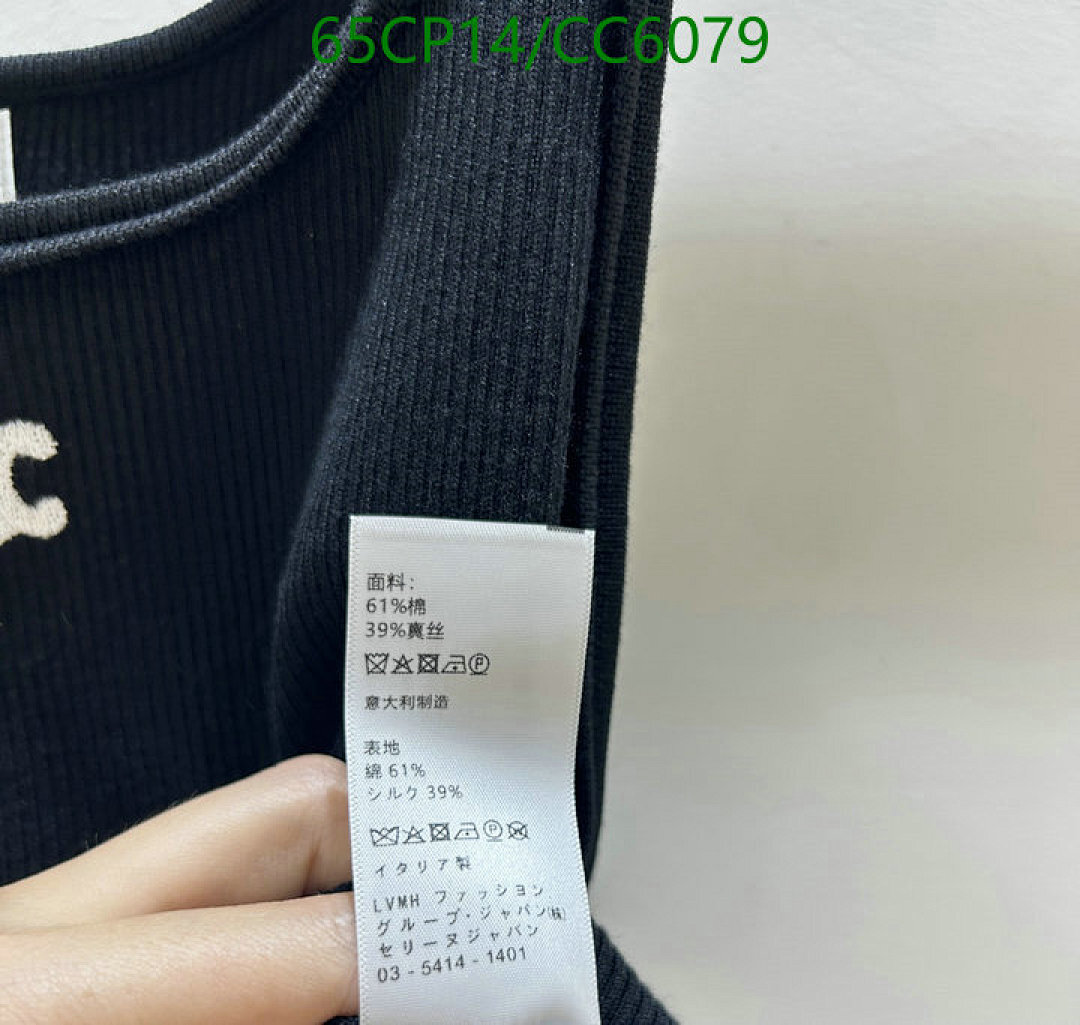 65CP14/CC6079
面料：
61%棉
39%真丝
意大利制造
表地
綿 61%
シルク 39%
イタリア製
LVMH ファッション
グループ・ジャパン㈱
セリーヌジャパン
03 - 5414 - 1401